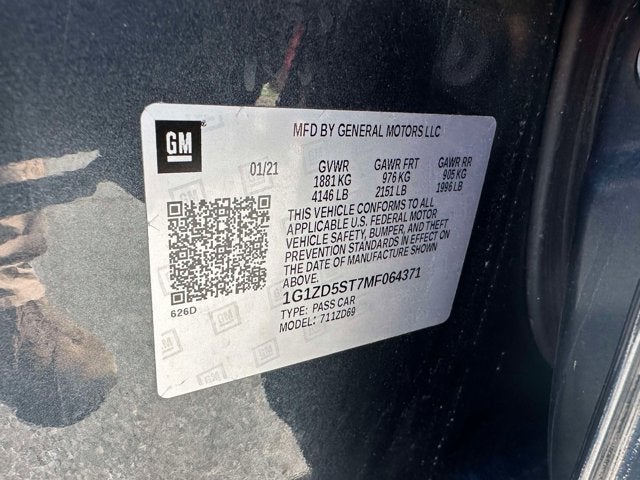 GM
MFD BY GENERAL MOTORS LLC
01/21 GVWR GAWR FRT GAWR RR
1881 KG 976 KG 905 KG
4146 LB 2151 LB 1996 LB
THIS VEHICLE CONFORMS TO ALL
APPLICABLE U.S. FEDERAL MOTOR
VEHICLE SAFETY, BUMPER, AND THEFT
PREVENTION STANDARDS IN EFFECT ON
THE DATE OF MANUFACTURE SHOWN
ABOVE.
1G1ZD5ST7MF064371
626D
TYPE: PASS CAR
MODEL: 711ZD69